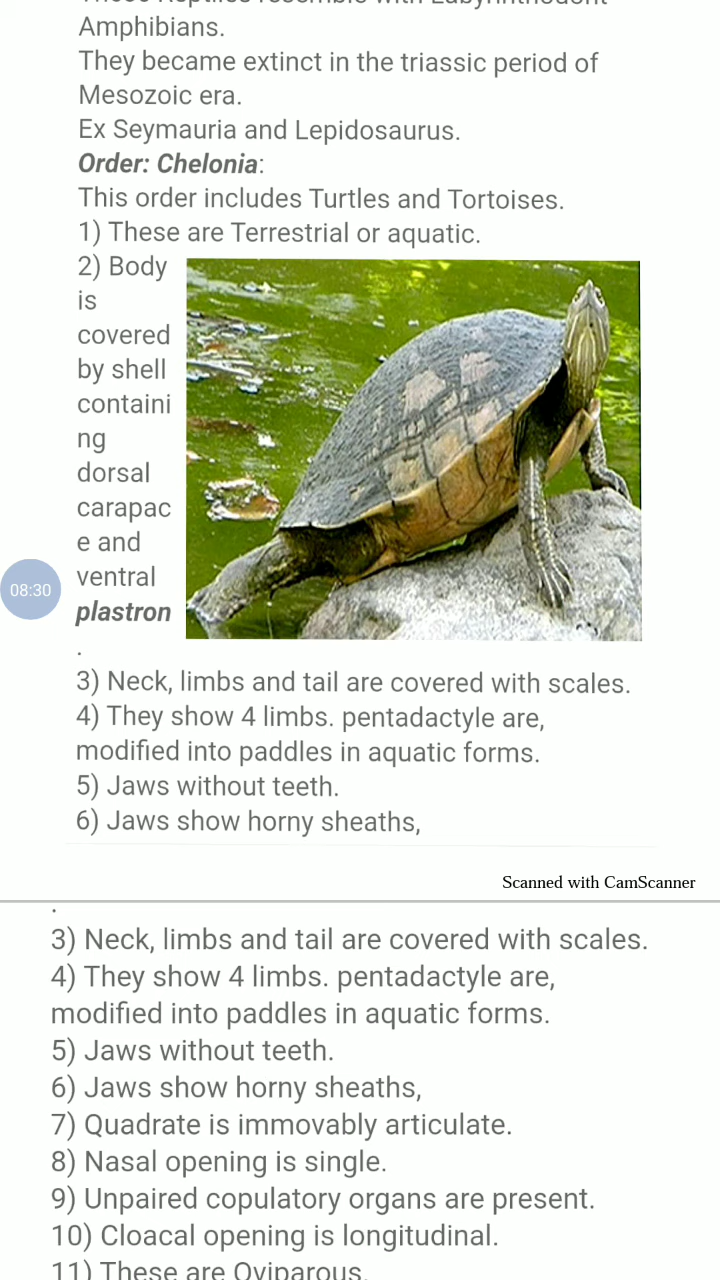 Amphibians.
They became extinct in the triassic period of
Mesozoic era.
Ex Seymauria and Lepidosaurus.
Order: Chelonia:
This order includes Turtles and Tortoises.
1) These are Terrestrial or aquatic.
2) Body
is
covered
by shell
containi
ng
dorsal
carapac
e and
ventral
plastron
.
08:30
3) Neck, limbs and tail are covered with scales.
4) They show 4 limbs. pentadactyle are,
modified into paddles in aquatic forms.
5) Jaws without teeth.
6) Jaws show horny sheaths,
Scanned with CamScanner
.
3) Neck, limbs and tail are covered with scales.
4) They show 4 limbs. pentadactyle are,
modified into paddles in aquatic forms.
5) Jaws without teeth.
6) Jaws show horny sheaths,
7) Quadrate is immovably articulate.
8) Nasal opening is single.
9) Unpaired copulatory organs are present.
10) Cloacal opening is longitudinal.
11) These are Oviparous.